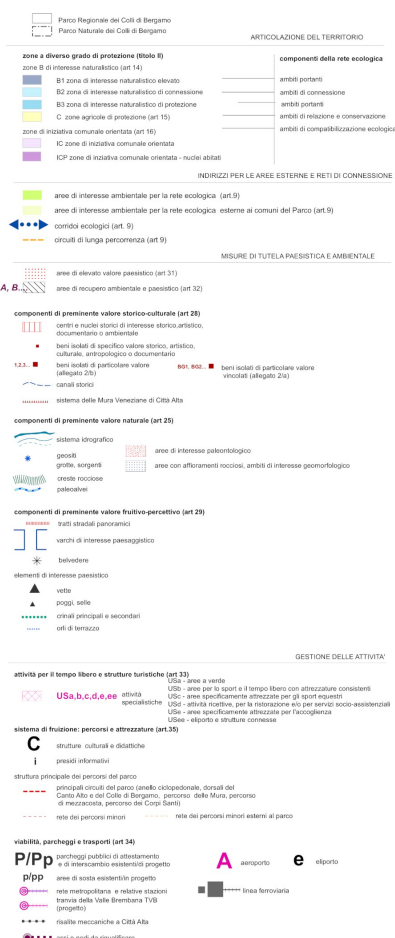 Parco Regionale dei Colli di Bergamo
Parco Naturale dei Colli di Bergamo
ARTICOLAZIONE DEL TERRITORIO
zone a diverso grado di protezione (titolo II)
componenti della rete ecologica
zone B di interesse naturalistico (art 14)
B1 zona di interesse naturalistico elevato
ambiti portanti
B2 zona di interesse naturalistico di connessione
ambiti di connessione
B3 zona di interesse naturalistico di protezione
ambiti portanti
C zone agricole di protezione (art 15)
ambiti di relazione e conservazione
zone di iniziativa comunale orientata (art 16)
ambiti di compatibilizzazione ecologica
IC zone di iniziativa comunale orientata
ICP zone di iniziativa comunale orientata - nuclei abitati
INDIRIZZI PER LE AREE ESTERNE E RETI DI CONNESSIONE
aree di interesse ambientale per la rete ecologica (art.9)
aree di interesse ambientale per la rete ecologica esterne ai comuni del Parco (art.9)
corridoi ecologici (art. 9)
circuiti di lunga percorrenza (art 9)
MISURE DI TUTELA PAESISTICA E AMBIENTALE
aree di elevato valore paesistico (art 31)
A, B... aree di recupero ambientale e paesistico (art 32)
componenti di preminente valore storico-culturale (art 28)
centri e nuclei storici di interesse storico,artistico,
documentario o ambientale
beni isolati di specifico valore storico, artistico,
culturale, antropologico o documentario
1,2,3... beni isolati di particolare valore
(allegato 2/b)
BG1, BG2... beni isolati di particolare valore
vincolati (allegato 2/a)
canali storici
sistema delle Mura Veneziane di Città Alta
componenti di preminente valore naturale (art 25)
sistema idrografico
geositi
grotte, sorgenti
creste rocciose
paleoalvei
aree di interesse paleontologico
aree con affioramenti rocciosi, ambiti di interesse geomorfologico
componenti di preminente valore fruitivo-percettivo (art 29)
tratti stradali panoramici
varchi di interesse paesaggistico
belvedere
elementi di interesse paesistico
vette
poggi, selle
crinali principali e secondari
orli di terrazzo
GESTIONE DELLE ATTIVITA'
attività per il tempo libero e strutture turistiche (art 33)
USa,b,c,d,e,ee attività
specialistiche
USa - aree a verde
USb - aree per lo sport e il tempo libero con attrezzature consistenti
USc - aree specificamente attrezzate per gli sport equestri
USd - attività ricettive, per la ristorazione e/o per servizi socio-assistenziali
USe - aree specificamente attrezzate per l'accoglienza
USee - eliporto e strutture connesse
sistema di fruizione: percorsi e attrezzature (art.35)
C strutture culturali e didattiche
i presidi informativi
struttura principale dei percorsi del parco
principali circuiti del parco (anello ciclopedonale, dorsali del
Canto Alto e del Colle di Bergamo, percorso delle Mura, percorso
di mezzacosta, percorso dei Corpi Santi)
rete dei percorsi minori
rete dei percorsi minori esterni al parco
viabilità, parcheggi e trasporti (art 34)
P/Pp parcheggi pubblici di attestamento
e di interscambio esistenti/di progetto
A aeroporto
e eliporto
p/pp aree di sosta esistenti/in progetto
rete metropolitana e relative stazioni
tranvia della Valle Brembana TVB
(progetto)
linea ferroviaria
risalite meccaniche a Città Alta
assi e nodi da riqualificare